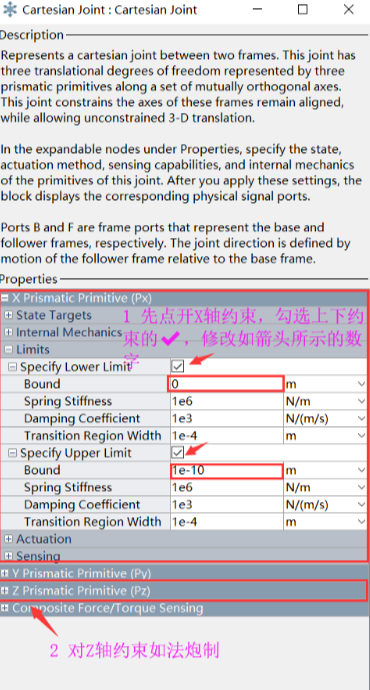 Cartesian Joint : Cartesian Joint
Description
Represents a cartesian joint between two frames. This joint has
three translational degrees of freedom represented by three
prismatic primitives along a set of mutually orthogonal axes.
This joint constrains the axes of these frames remain aligned,
while allowing unconstrained 3-D translation.
In the expandable nodes under Properties, specify the state,
actuation method, sensing capabilities, and internal mechanics
of the primitives of this joint. After you apply these settings, the
block displays the corresponding physical signal ports.
Ports B and F are frame ports that represent the base and
follower frames, respectively. The joint direction is defined by
motion of the follower frame relative to the base frame.
Properties
X Prismatic Primitive (Px)
State Targets
Internal Mechanics
Limits
1 先点开X轴约束，勾选上下约
束的✔，修改如箭头所示的数
字
Specify Lower Limit
Bound 0 m
Spring Stiffness 1e6 N/m
Damping Coefficient 1e3 N/(m/s)
Transition Region Width 1e-4 m
Specify Upper Limit
Bound 1e-10 m
Spring Stiffness 1e6 N/m
Damping Coefficient 1e3 N/(m/s)
Transition Region Width 1e-4 m
Actuation
Sensing
Y Prismatic Primitive (Py)
Z Prismatic Primitive (Pz)
Composite Force/Torque Sensing
2 对Z轴约束如法炮制